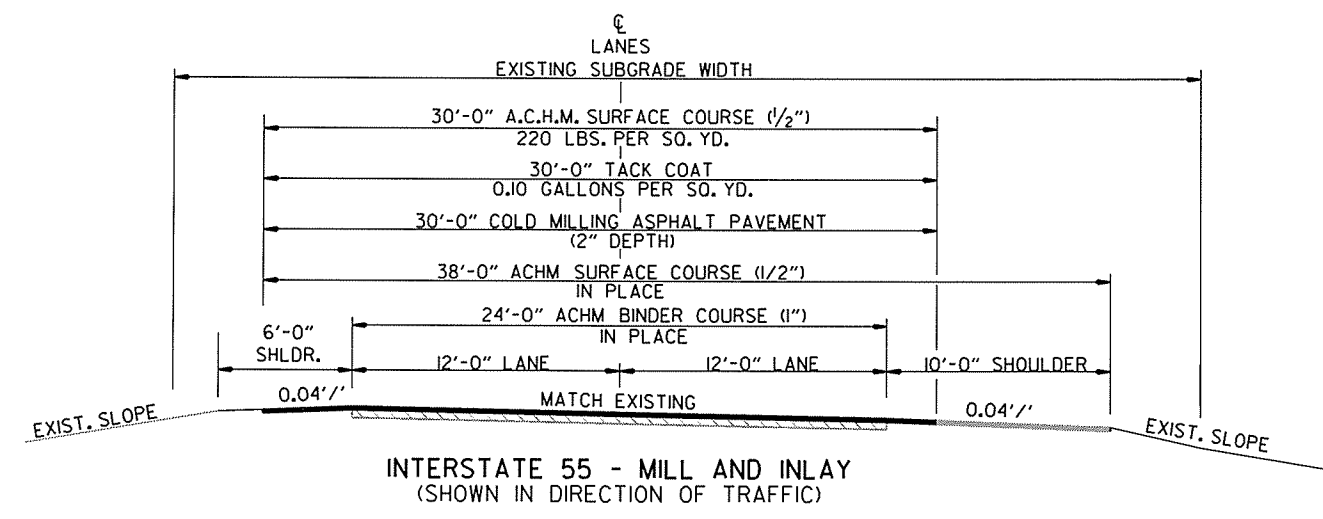 ℄
LANES
EXISTING SUBGRADE WIDTH
30'-0" A.C.H.M. SURFACE COURSE (1/2")
220 LBS. PER SQ. YD.
30'-0" TACK COAT
0.10 GALLONS PER SQ. YD.
30'-0" COLD MILLING ASPHALT PAVEMENT
(2" DEPTH)
38'-0" ACHM SURFACE COURSE (1/2")
IN PLACE
24'-0" ACHM BINDER COURSE (1")
IN PLACE
6'-0"
SHLDR.
12'-0" LANE
12'-0" LANE
10'-0" SHOULDER
0.04'/'
MATCH EXISTING
0.04'/'
EXIST. SLOPE
EXIST. SLOPE
INTERSTATE 55 - MILL AND INLAY
(SHOWN IN DIRECTION OF TRAFFIC)